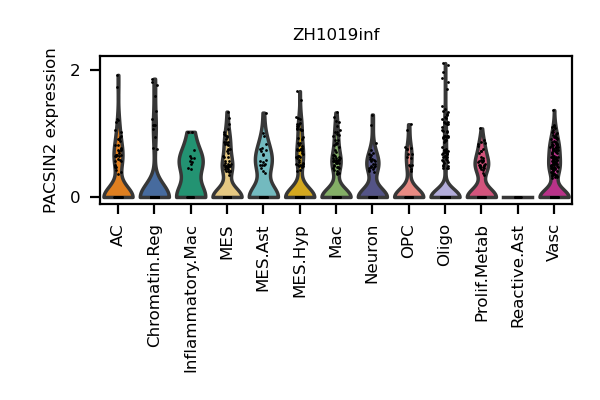 ZH1019inf
PACSIN2 expression
2
0
AC
Chromatin.Reg
Inflammatory.Mac
MES
MES.Ast
MES.Hyp
Mac
Neuron
OPC
Oligo
Prolif.Metab
Reactive.Ast
Vasc